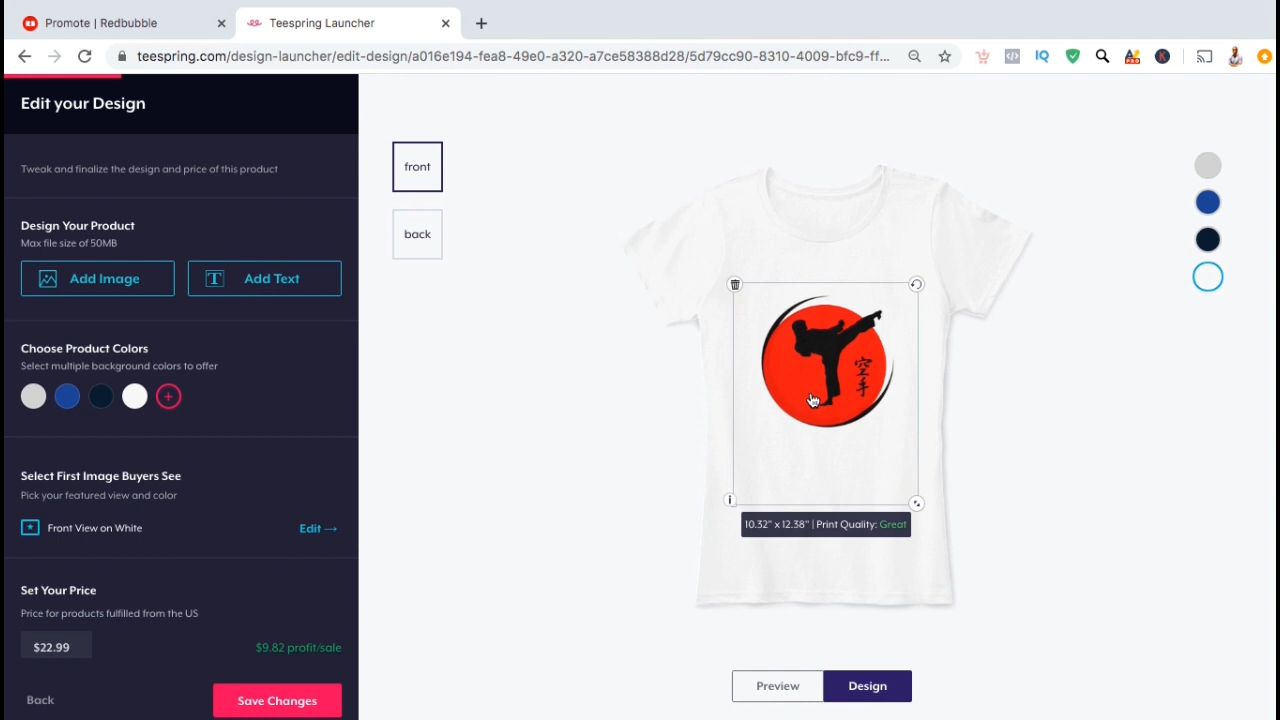 Promote | Redbubble
Teespring Launcher
teespring.com/design-launcher/edit-design/a016e194-fea8-49e0-a320-a7ce58388d28/5d79cc90-8310-4009-bfc9-ff...
Edit your Design
Tweak and finalize the design and price of this product
Design Your Product
Max file size of 50MB
Add Image
Add Text
Choose Product Colors
Select multiple background colors to offer
Select First Image Buyers See
Pick your featured view and color
Front View on White
Edit →
Set Your Price
Price for products fulfilled from the US
$22.99
$9.82 profit/sale
Back
Save Changes
front
back
空
手
10.32" x 12.38" | Print Quality: Great
Preview
Design